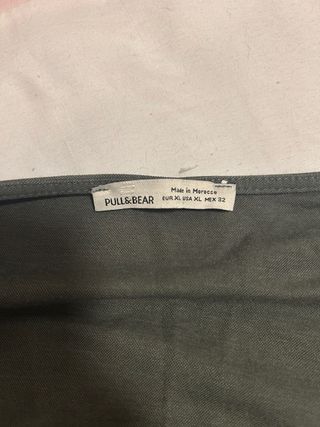 PULL&BEAR
Made in Morocco
EUR XL USA XL MEX 32